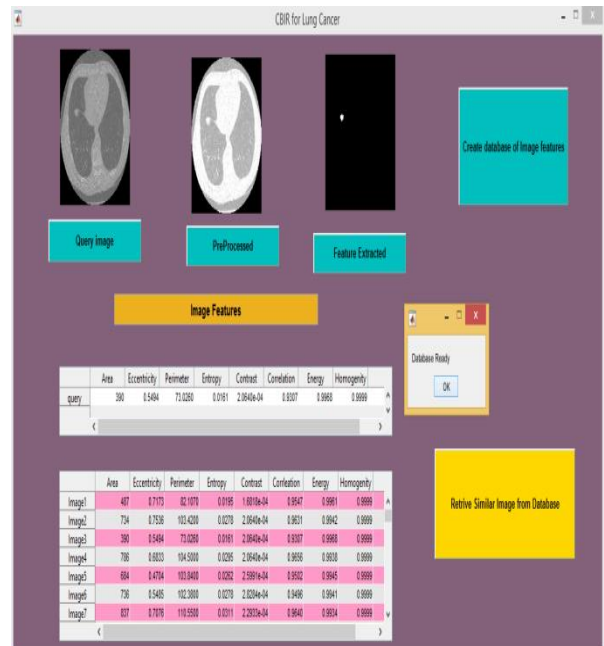 CBIR for Lung Cancer
Create database of Image features
Query image
PreProcessed
Feature Extracted
Image Features
Database Ready
OK
Area Eccentricity Perimeter Entropy Contrast Correlation Energy Homogenity
query 390 0.5494 73.0260 0.0161 2.0640e-04 0.9307 0.9968 0.9999
Retrive Similar Image from Database
Area Eccentricity Perimeter Entropy Contrast Correlation Energy Homogenity
Image1 487 0.7173 82.1070 0.0195 0.9547 0.9961 0.9999
Image2 734 0.7536 103.4280 0.0278 2.0640e-04 0.9631 0.9942 0.9999
Image3 390 0.5494 73.0260 0.0161 2.0640e-04 0.9307 0.9968 0.9999
Image4 786 0.6833 104.5000 0.0295 2.0640e-04 0.9656 0.9938 0.9999
Image5 684 0.4704 103.8400 0.0262 2.5991e-04 0.9502 0.9945 0.9999
Image6 736 0.5485 102.3800 0.0278 2.8284e-04 0.9496 0.9941 0.9999
Image7 837 0.7876 110.5500 0.0311 2.2933e-04 0.9640 0.9934 0.9999